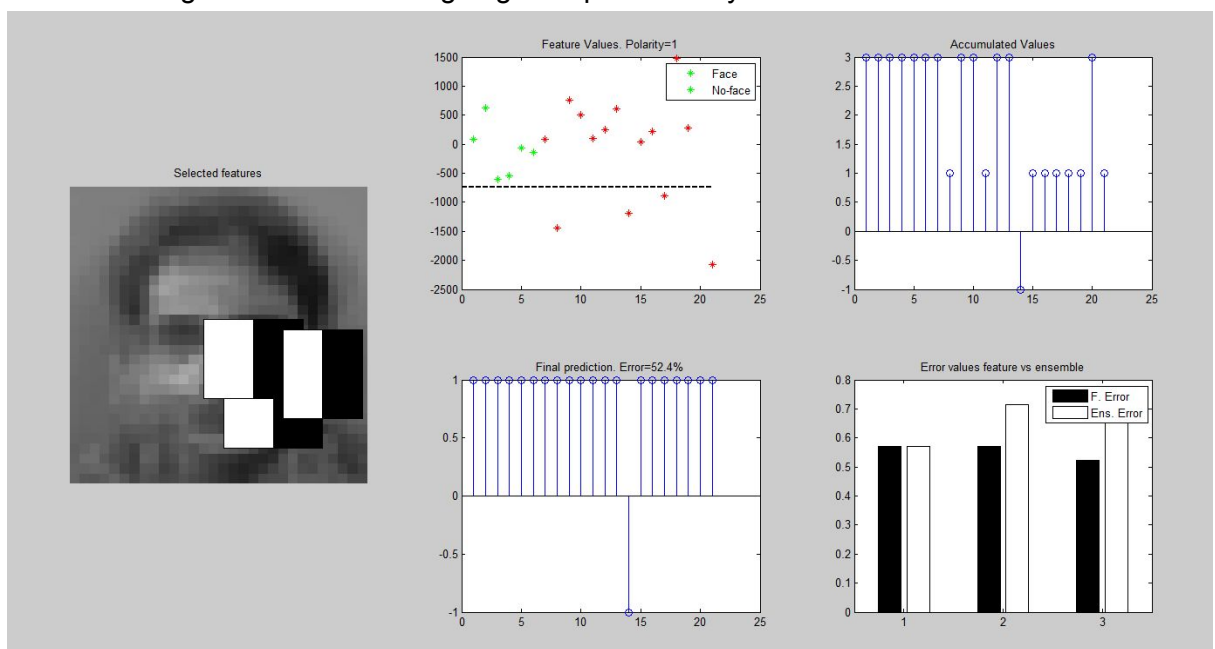 Selected features
Feature Values. Polarity=1
1500
1000
500
0
-500
-1000
-1500
-2000
-2500
0 5 10 15 20 25
Face
No-face
Accumulated Values
3
2.5
2
1.5
1
0.5
0
-0.5
-1
0 5 10 15 20 25
Final prediction. Error=52.4%
1
0.5
0
-0.5
-1
0 5 10 15 20 25
Error values feature vs ensemble
0.8
0.7
0.6
0.5
0.4
0.3
0.2
0.1
0
1 2 3
F. Error
Ens. Error